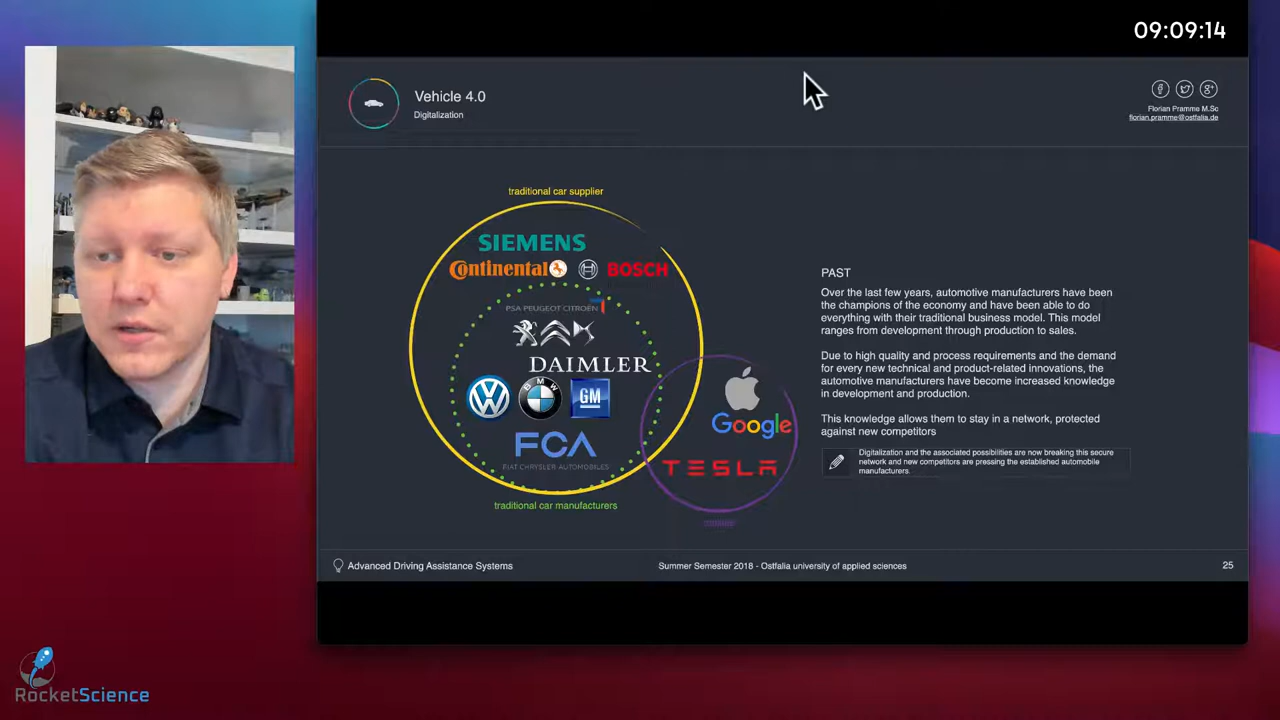 09:09:14
Vehicle 4.0
Digitalization
Florian Pramme M.Sc
florian.pramme@ostfalia.de
traditional car supplier
SIEMENS
Continental
BOSCH
PSA PEUGEOT CITROËN
DAIMLER
VW
BMW
GM
FCA
FIAT CHRYSLER AUTOMOBILES
Google
TESLA
traditional car manufacturers
PAST
Over the last few years, automotive manufacturers have been
the champions of the economy and have been able to do
everything with their traditional business model. This model
ranges from development through production to sales.
Due to high quality and process requirements and the demand
for every new technical and product-related innovations, the
automotive manufacturers have become increased knowledge
in development and production.
This knowledge allows them to stay in a network, protected
against new competitors
Digitalization and the associated possibilities are now breaking this secure
network and new competitors are pressing the established automobile
manufacturers.
Advanced Driving Assistance Systems
Summer Semester 2018 - Ostfalia university of applied sciences
25
RocketScience